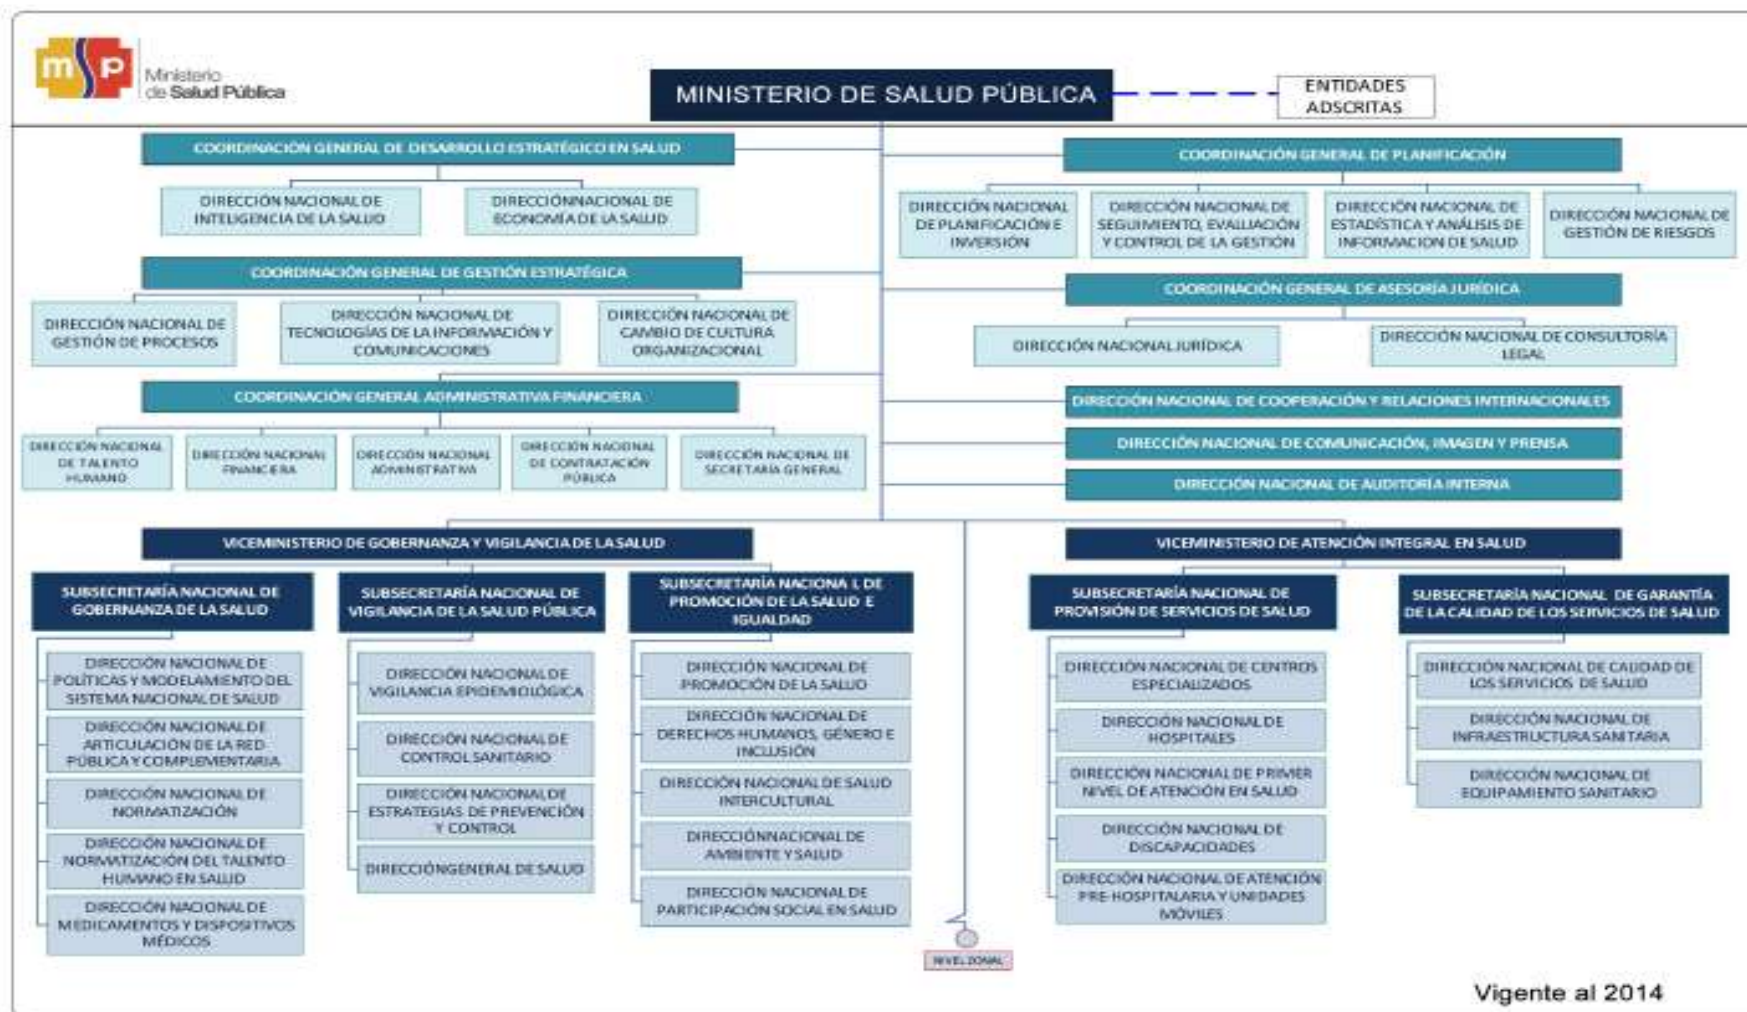 msp
Ministerio
de Salud Pública
MINISTERIO DE SALUD PÚBLICA
ENTIDADES
ADSCRITAS
COORDINACIÓN GENERAL DE DESARROLLO ESTRATÉGICO EN SALUD
DIRECCIÓN NACIONAL DE
INTELIGENCIA DE LA SALUD
DIRECCIÓNNACIONAL DE
ECONOMÍA DE LA SALUD
COORDINACIÓN GENERAL DE PLANIFICACIÓN
DIRECCIÓN NACIONAL
DE PLANIFICACIÓN E
INVERSIÓN
DIRECCIÓN NACIONAL DE
SEGUIMIENTO, EVALUACIÓN
Y CONTROL DE LA GESTIÓN
DIRECCIÓN NACIONAL DE
ESTADÍSTICA Y ANÁLISIS DE
INFORMACION DE SALUD
DIRECCIÓN NACIONAL DE
GESTIÓN DE RIESGOS
COORDINACIÓN GENERAL DE GESTIÓN ESTRATÉGICA
DIRECCIÓN NACIONAL DE
GESTIÓN DE PROCESOS
DIRECCIÓN NACIONAL DE
TECNOLOGÍAS DE LA INFORMACIÓN Y
COMUNICACIONES
DIRECCIÓN NACIONAL DE
CAMBIO DE CULTURA
ORGANIZACIONAL
COORDINACIÓN GENERAL DE ASESORÍA JURÍDICA
DIRECCIÓN NACIONAL JURÍDICA
DIRECCIÓN NACIONAL DE CONSULTORÍA
LEGAL
COORDINACIÓN GENERAL ADMINISTRATIVA FINANCIERA
DIRECCIÓN NACIONAL
DE TALENTO
HUMANO
DIRECCIÓN NACIONAL
FINANCIERA
DIRECCIÓN NACIONAL
ADMINISTRATIVA
DIRECCIÓN NACIONAL
DE CONTRATACIÓN
PÚBLICA
DIRECCIÓN NACIONAL DE
SECRETARÍA GENERAL
DIRECCIÓN NACIONAL DE COOPERACIÓN Y RELACIONES INTERNACIONALES
DIRECCIÓN NACIONAL DE COMUNICACIÓN, IMAGEN Y PRENSA
DIRECCIÓN NACIONAL DE AUDITORÍA INTERNA
VICEMINISTERIO DE GOBERNANZA Y VIGILANCIA DE LA SALUD
SUBSECRETARÍA NACIONAL DE
GOBERNANZA DE LA SALUD
DIRECCIÓN NACIONAL DE
POLÍTICAS Y MODELAMIENTO DEL
SISTEMA NACIONAL DE SALUD
DIRECCIÓN NACIONAL DE
ARTICULACIÓN DE LA RED
PÚBLICA Y COMPLEMENTARIA
DIRECCIÓN NACIONAL DE
NORMATIZACIÓN
DIRECCIÓN NACIONAL DE
NORMATIZACIÓN DEL TALENTO
HUMANO EN SALUD
DIRECCIÓN NACIONAL DE
MEDICAMENTOS Y DISPOSITIVOS
MÉDICOS
SUBSECRETARÍA NACIONAL DE
VIGILANCIA DE LA SALUD PÚBLICA
DIRECCIÓN NACIONAL DE
VIGILANCIA EPIDEMIOLÓGICA
DIRECCIÓN NACIONAL DE
CONTROL SANITARIO
DIRECCIÓN NACIONAL DE
ESTRATEGIAS DE PREVENCIÓN
Y CONTROL
DIRECCIÓNGENERAL DE SALUD
SUBSECRETARÍA NACIONA L DE
PROMOCIÓN DE LA SALUD E
IGUALDAD
DIRECCIÓN NACIONAL DE
PROMOCIÓN DE LA SALUD
DIRECCIÓN NACIONAL DE
DERECHOS HUMANOS, GÉNERO E
INCLUSIÓN
DIRECCIÓN NACIONAL DE SALUD
INTERCULTURAL
DIRECCIÓNNACIONAL DE
AMBIENTE Y SALUD
DIRECCIÓN NACIONAL DE
PARTICIPACIÓN SOCIAL EN SALUD
NIVEL ZONAL
VICEMINISTERIO DE ATENCIÓN INTEGRAL EN SALUD
SUBSECRETARÍA NACIONAL DE
PROVISIÓN DE SERVICIOS DE SALUD
DIRECCIÓN NACIONAL DE CENTROS
ESPECIALIZADOS
DIRECCIÓN NACIONAL DE
HOSPITALES
DIRECCIÓN NACIONAL DE PRIMER
NIVEL DE ATENCIÓN EN SALUD
DIRECCIÓN NACIONAL DE
DISCAPACIDADES
DIRECCIÓN NACIONAL DE ATENCIÓN
PRE-HOSPITALARIA Y UNIDADES
MÓVILES
SUBSECRETARÍA NACIONAL DE GARANTÍA
DE LA CALIDAD DE LOS SERVICIOS DE SALUD
DIRECCIÓN NACIONAL DE CALIDAD DE
LOS SERVICIOS DE SALUD
DIRECCIÓN NACIONAL DE
INFRAESTRUCTURA SANITARIA
DIRECCIÓN NACIONAL DE
EQUIPAMIENTO SANITARIO
Vigente al 2014